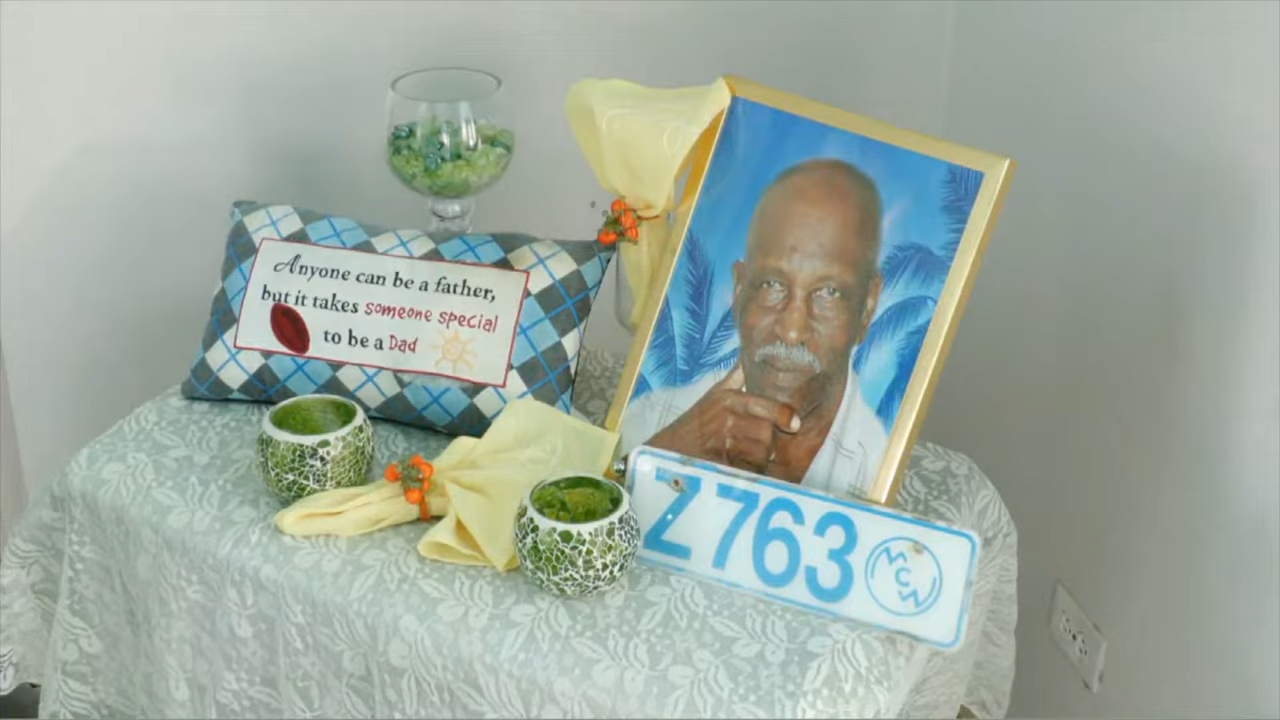 Anyone can be a father,
but it takes someone special
to be a Dad
Z763
MCW